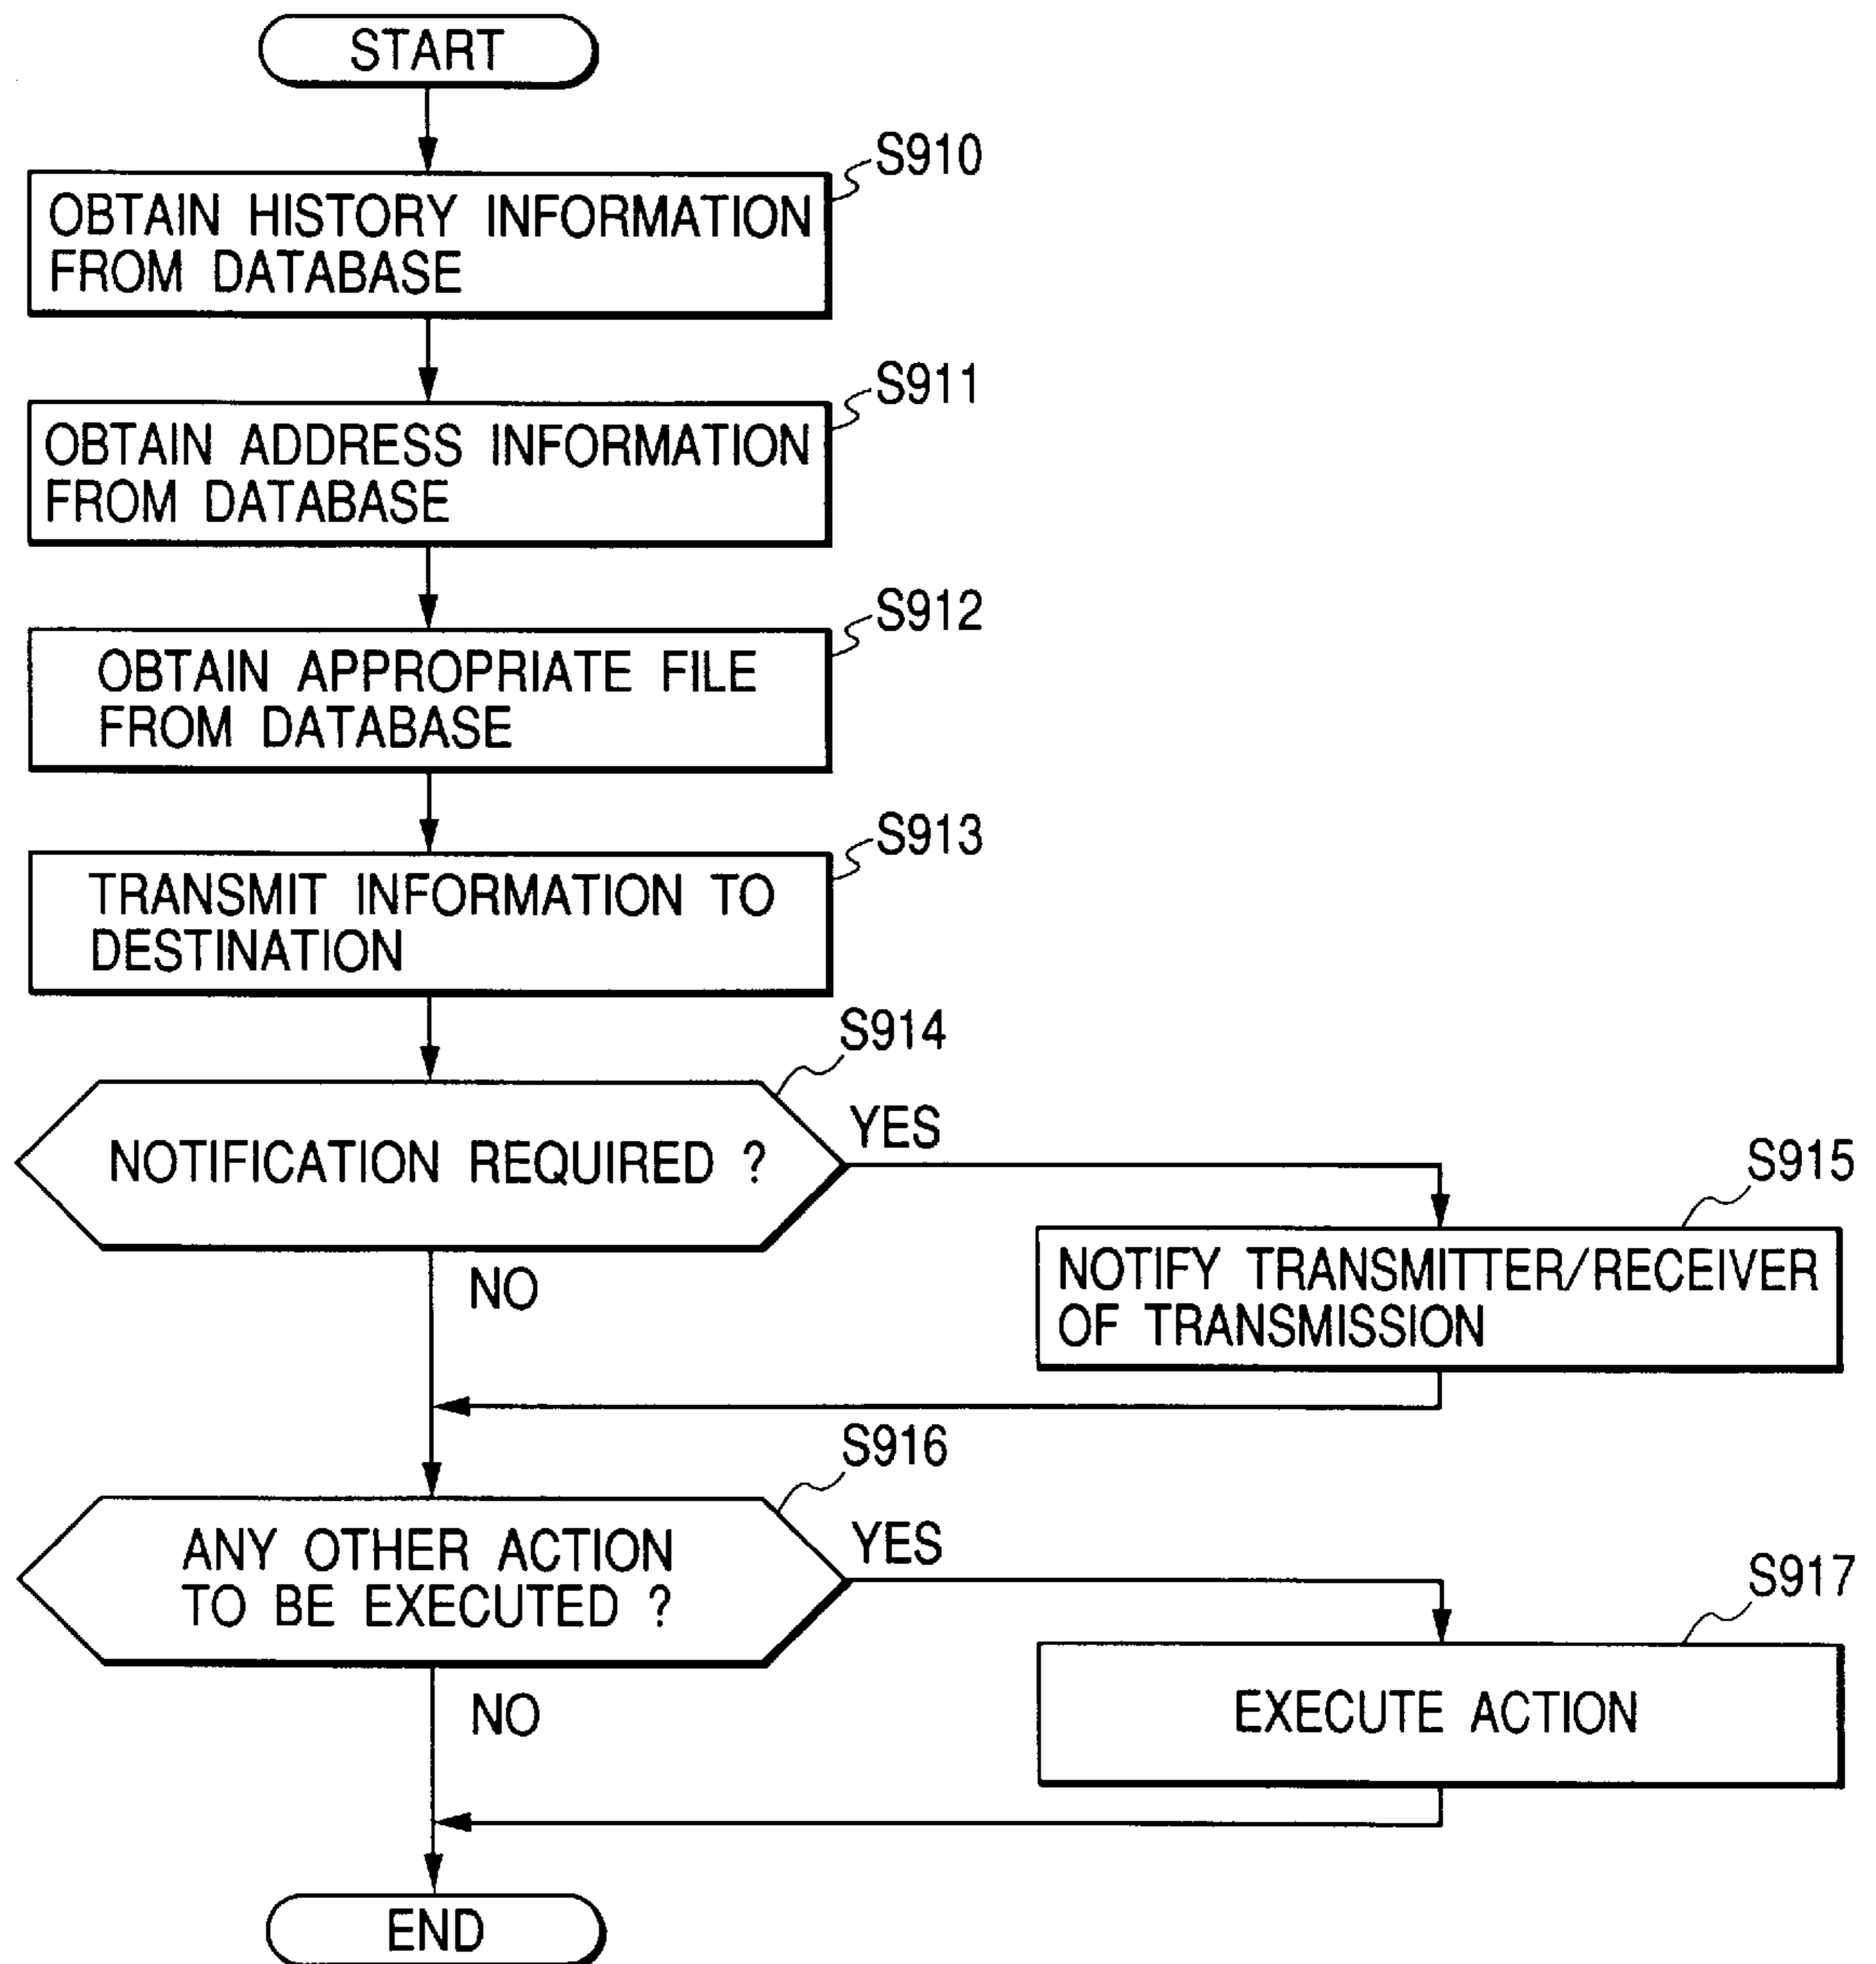 START
S910
OBTAIN HISTORY INFORMATION
FROM DATABASE
S911
OBTAIN ADDRESS INFORMATION
FROM DATABASE
S912
OBTAIN APPROPRIATE FILE
FROM DATABASE
S913
TRANSMIT INFORMATION TO
DESTINATION
S914
NOTIFICATION REQUIRED ?
YES
NO
S915
NOTIFY TRANSMITTER/RECEIVER
OF TRANSMISSION
S916
ANY OTHER ACTION
TO BE EXECUTED ?
YES
NO
S917
EXECUTE ACTION
END